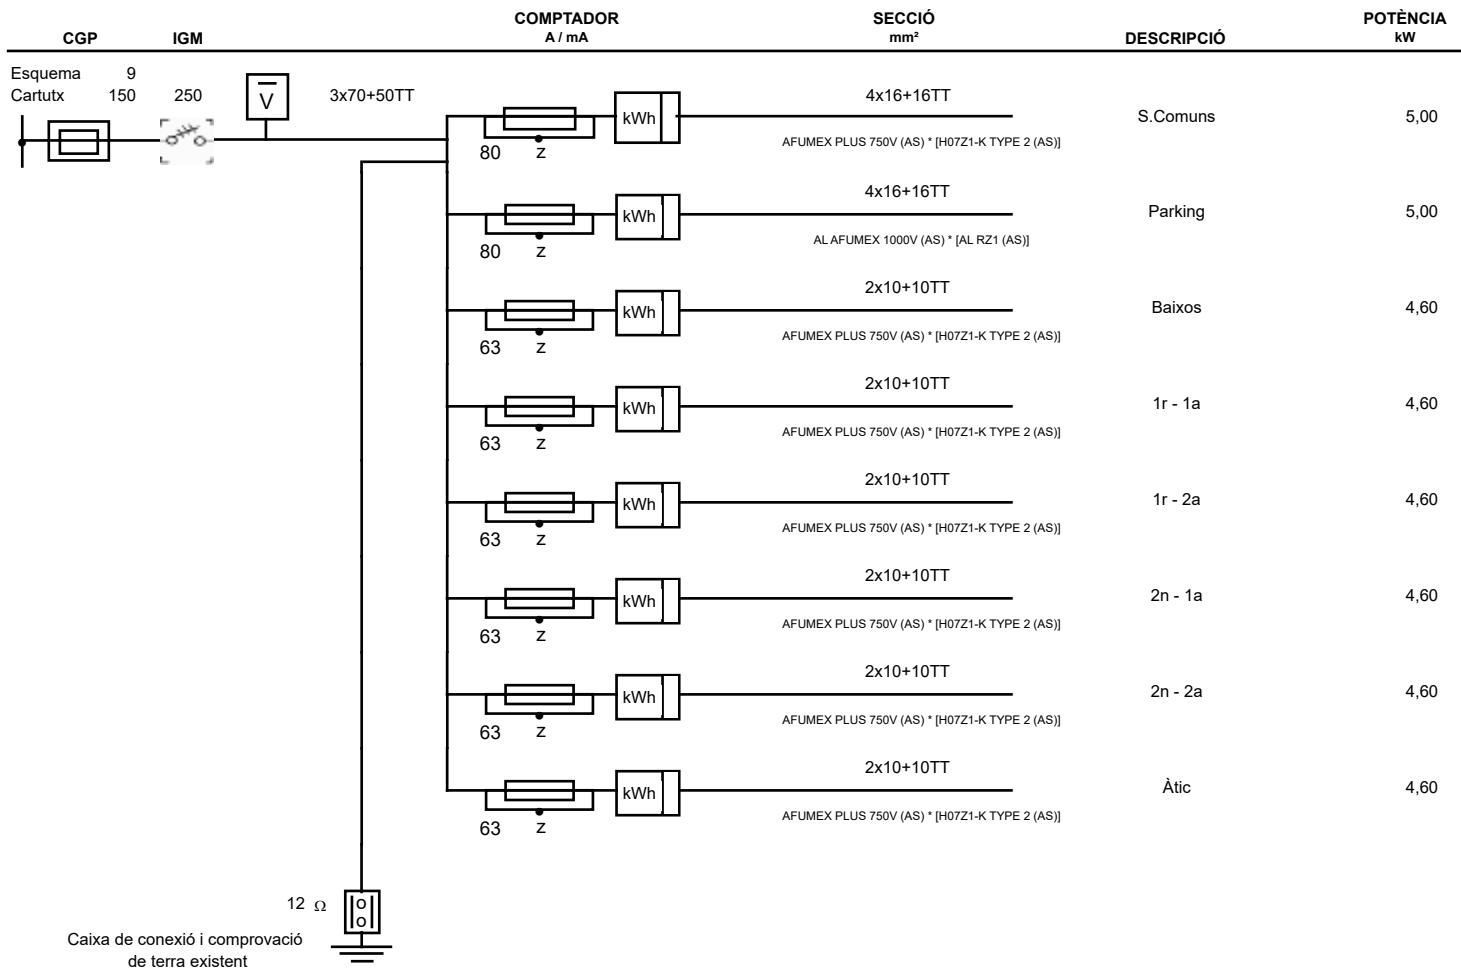 CGP
IGM
COMPTADOR
A / mA
SECCIÓ
mm²
DESCRIPCIÓ
POTÈNCIA
kW
Esquema 9
Cartutx 150 250
V
3x70+50TT
80 z
kWh
4x16+16TT
AFUMEX PLUS 750V (AS) * [H07Z1-K TYPE 2 (AS)]
S.Comuns
5,00
80 z
kWh
4x16+16TT
AL AFUMEX 1000V (AS) * [AL RZ1 (AS)]
Parking
5,00
63 z
kWh
2x10+10TT
AFUMEX PLUS 750V (AS) * [H07Z1-K TYPE 2 (AS)]
Baixos
4,60
63 z
kWh
2x10+10TT
AFUMEX PLUS 750V (AS) * [H07Z1-K TYPE 2 (AS)]
1r - 1a
4,60
63 z
kWh
2x10+10TT
AFUMEX PLUS 750V (AS) * [H07Z1-K TYPE 2 (AS)]
1r - 2a
4,60
63 z
kWh
2x10+10TT
AFUMEX PLUS 750V (AS) * [H07Z1-K TYPE 2 (AS)]
2n - 1a
4,60
63 z
kWh
2x10+10TT
AFUMEX PLUS 750V (AS) * [H07Z1-K TYPE 2 (AS)]
2n - 2a
4,60
63 z
kWh
2x10+10TT
AFUMEX PLUS 750V (AS) * [H07Z1-K TYPE 2 (AS)]
Àtic
4,60
12 Ω
Caixa de conexió i comprovació
de terra existent